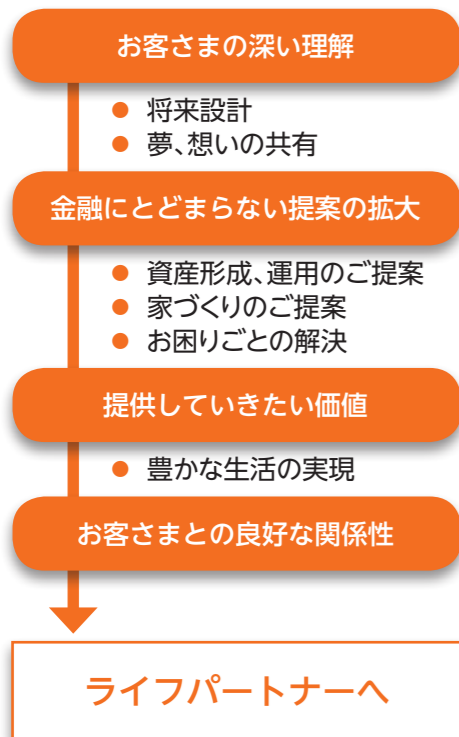 お客さまの深い理解
● 将来設計
● 夢、想いの共有
金融にとどまらない提案の拡大
● 資産形成、運用のご提案
● 家づくりのご提案
● お困りごとの解決
提供していきたい価値
● 豊かな生活の実現
お客さまとの良好な関係性
ライフパートナーへ